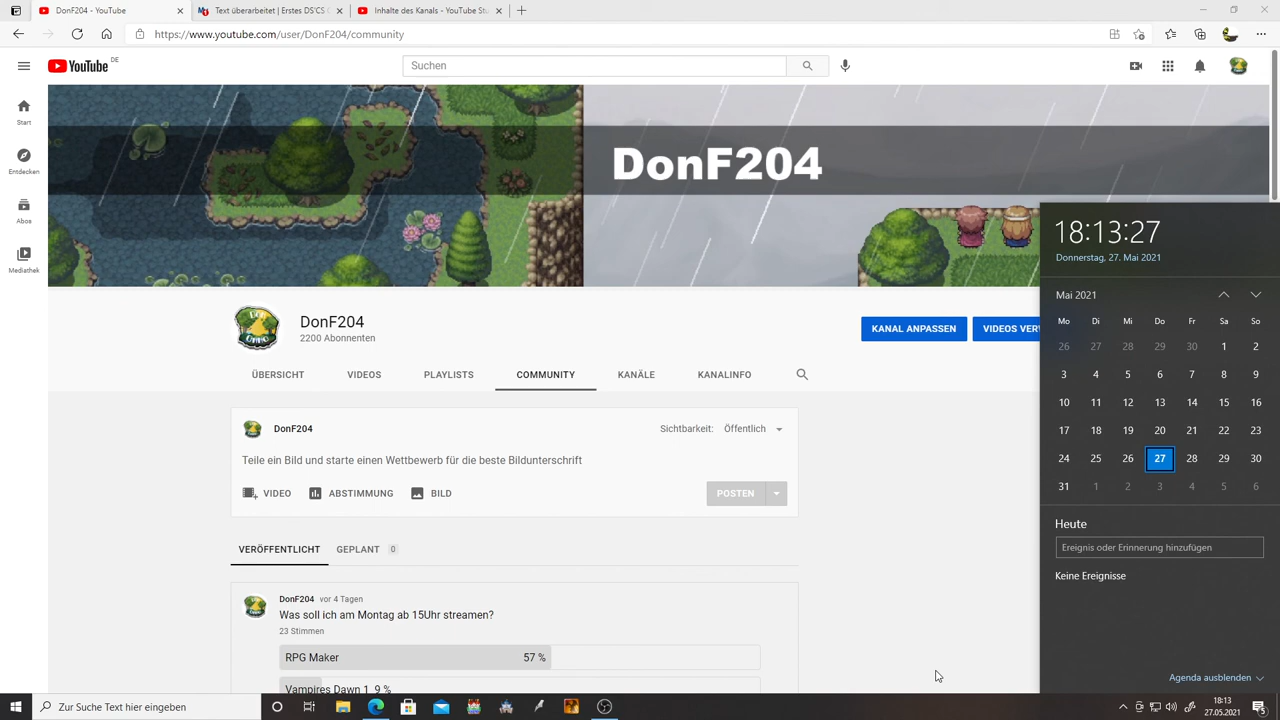 DonF204 - YouTube
Text überarbeitet | Erstes DS'CS (
Inhalte des Kanals - YouTube Stu
https://www.youtube.com/user/DonF204/community
YouTube DE
Suchen
Start
Entdecken
Abos
Mediathek
DonF204
DonF204
2200 Abonnenten
KANAL ANPASSEN
VIDEOS VERW
ÜBERSICHT
VIDEOS
PLAYLISTS
COMMUNITY
KANÄLE
KANALINFO
DonF204
Sichtbarkeit: Öffentlich
Teile ein Bild und starte einen Wettbewerb für die beste Bildunterschrift
VIDEO
ABSTIMMUNG
BILD
POSTEN
VERÖFFENTLICHT
GEPLANT 0
DonF204 vor 4 Tagen
Was soll ich am Montag ab 15Uhr streamen?
23 Stimmen
RPG Maker 57 %
Vampires Dawn 1 9 %
18:13:27
Donnerstag, 27. Mai 2021
Mai 2021
Mo Di Mi Do Fr Sa So
26 27 28 29 30 1 2
3 4 5 6 7 8 9
10 11 12 13 14 15 16
17 18 19 20 21 22 23
24 25 26 27 28 29 30
31 1 2 3 4 5 6
Heute
Ereignis oder Erinnerung hinzufügen
Keine Ereignisse
Agenda ausblenden
Zur Suche Text hier eingeben
18:13
27.05.2021